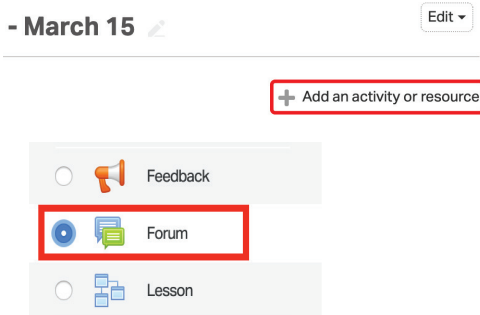 - March 15
Edit
Add an activity or resource
Feedback
Forum
Lesson